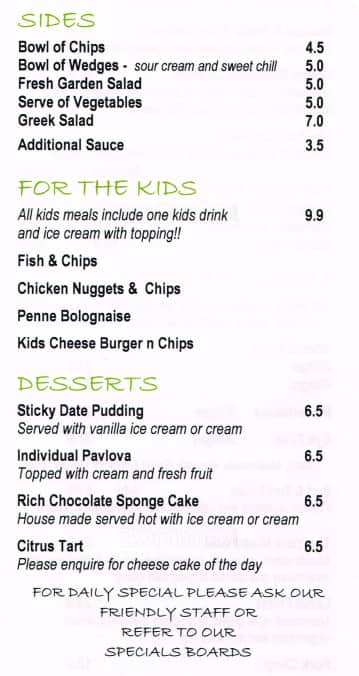 SIDES
Bowl of Chips 4.5
Bowl of Wedges - sour cream and sweet chill 5.0
Fresh Garden Salad 5.0
Serve of Vegetables 5.0
Greek Salad 7.0
Additional Sauce 3.5
FOR THE KIDS
All kids meals include one kids drink 9.9
and ice cream with topping!!
Fish & Chips
Chicken Nuggets & Chips
Penne Bolognaise
Kids Cheese Burger n Chips
DESSERTS
Sticky Date Pudding 6.5
Served with vanilla ice cream or cream
Individual Pavlova 6.5
Topped with cream and fresh fruit
Rich Chocolate Sponge Cake 6.5
House made served hot with ice cream or cream
Citrus Tart 6.5
Please enquire for cheese cake of the day
FOR DAILY SPECIAL PLEASE ASK OUR
FRIENDLY STAFF OR
REFER TO OUR
SPECIALS BOARDS